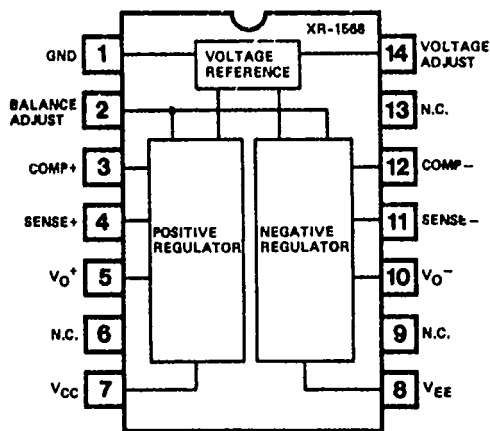 XR-1568
GND 1
VOLTAGE REFERENCE
14 VOLTAGE ADJUST
BALANCE ADJUST 2
13 N.C.
COMP+ 3
12 COMP−
SENSE+ 4
11 SENSE−
POSITIVE REGULATOR
NEGATIVE REGULATOR
VO+ 5
10 VO−
N.C. 6
9 N.C.
VCC 7
8 VEE